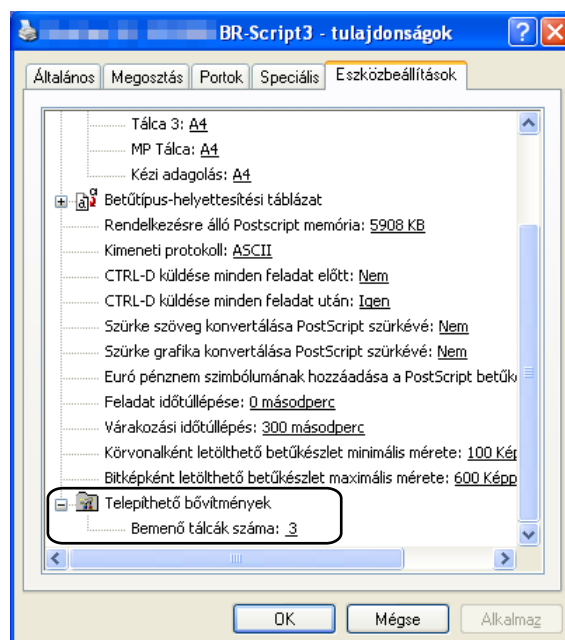 BR-Script3 - tulajdonságok
Általános Megosztás Portok Speciális Eszközbeállítások
Tálca 3: A4
MP Tálca: A4
Kézi adagolás: A4
Betűtípus-helyettesítési táblázat
Rendelkezésre álló Postscript memória: 5908 KB
Kimeneti protokoll: ASCII
CTRL-D küldése minden feladat előtt: Nem
CTRL-D küldése minden feladat után: Igen
Szürke szöveg konvertálása PostScript szürkévé: Nem
Szürke grafika konvertálása PostScript szürkévé: Nem
Euró pénznem szimbólumának hozzáadása a PostScript betűk
Feladat időtúllépése: 0 másodperc
Várakozási időtúllépés: 300 másodperc
Körvonalként letölthető betűkészlet minimális mérete: 100 Kép
Bitképként letölthető betűkészlet maximális mérete: 600 Képp
Telepíthető bővítmények
Bemenő tálcák száma: 3
OK Mégse Alkalmaz